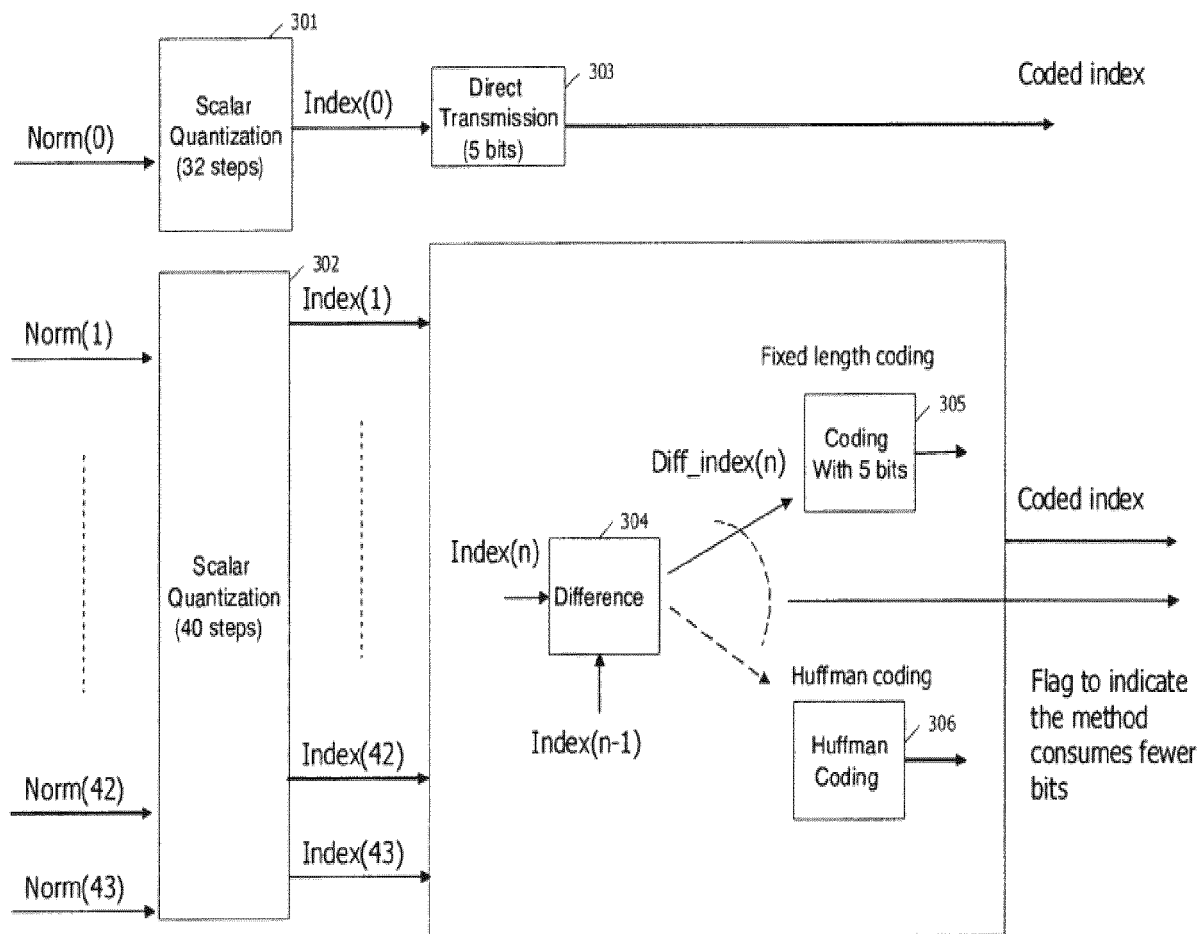 301
Scalar
Quantization
(32 steps)
Norm(0)
Index(0)
303
Direct
Transmission
(5 bits)
Coded index
302
Norm(1)
Index(1)
Scalar
Quantization
(40 steps)
Fixed length coding
305
Coding
With 5 bits
Diff_index(n)
Coded index
304
Index(n)
Difference
Index(n-1)
Huffman coding
306
Huffman
Coding
Flag to indicate
the method
consumes fewer
bits
Norm(42)
Index(42)
Norm(43)
Index(43)